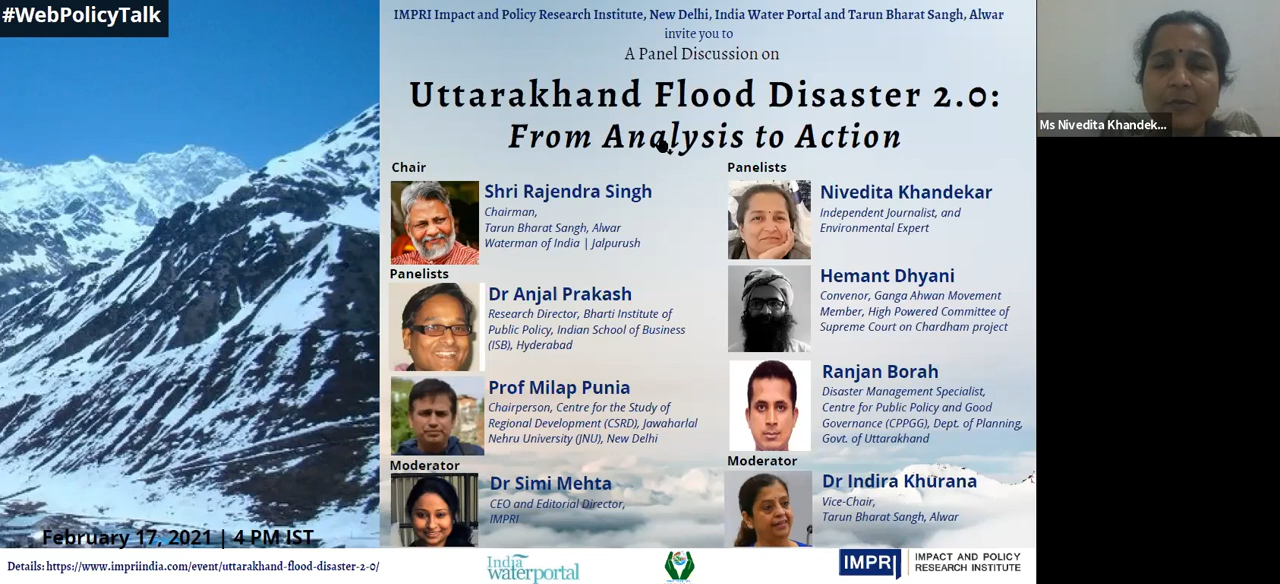 #WebPolicyTalk
IMPRI Impact and Policy Research Institute, New Delhi, India Water Portal and Tarun Bharat Sangh, Alwar
invite you to
A Panel Discussion on
Uttarakhand Flood Disaster 2.0:
From Analysis to Action
Chair
Shri Rajendra Singh
Chairman,
Tarun Bharat Sangh, Alwar
Waterman of India | Jalpurush
Panelists
Dr Anjal Prakash
Research Director, Bharti Institute of
Public Policy, Indian School of Business
(ISB), Hyderabad
Prof Milap Punia
Chairperson, Centre for the Study of
Regional Development (CSRD), Jawaharlal
Nehru University (JNU), New Delhi
Moderator
Dr Simi Mehta
CEO and Editorial Director,
IMPRI
Panelists
Nivedita Khandekar
Independent Journalist, and
Environmental Expert
Hemant Dhyani
Convenor, Ganga Ahwan Movement
Member, High Powered Committee of
Supreme Court on Chardham project
Ranjan Borah
Disaster Management Specialist,
Centre for Public Policy and Good
Governance (CPPGG), Dept. of Planning,
Govt. of Uttarakhand
Moderator
Dr Indira Khurana
Vice-Chair,
Tarun Bharat Sangh, Alwar
Ms Nivedita Khandek...
February 17, 2021 | 4 PM IST
Details: https://www.impriindia.com/event/uttarakhand-flood-disaster-2-0/
India
waterportal
IMPRI
IMPACT AND POLICY
RESEARCH INSTITUTE